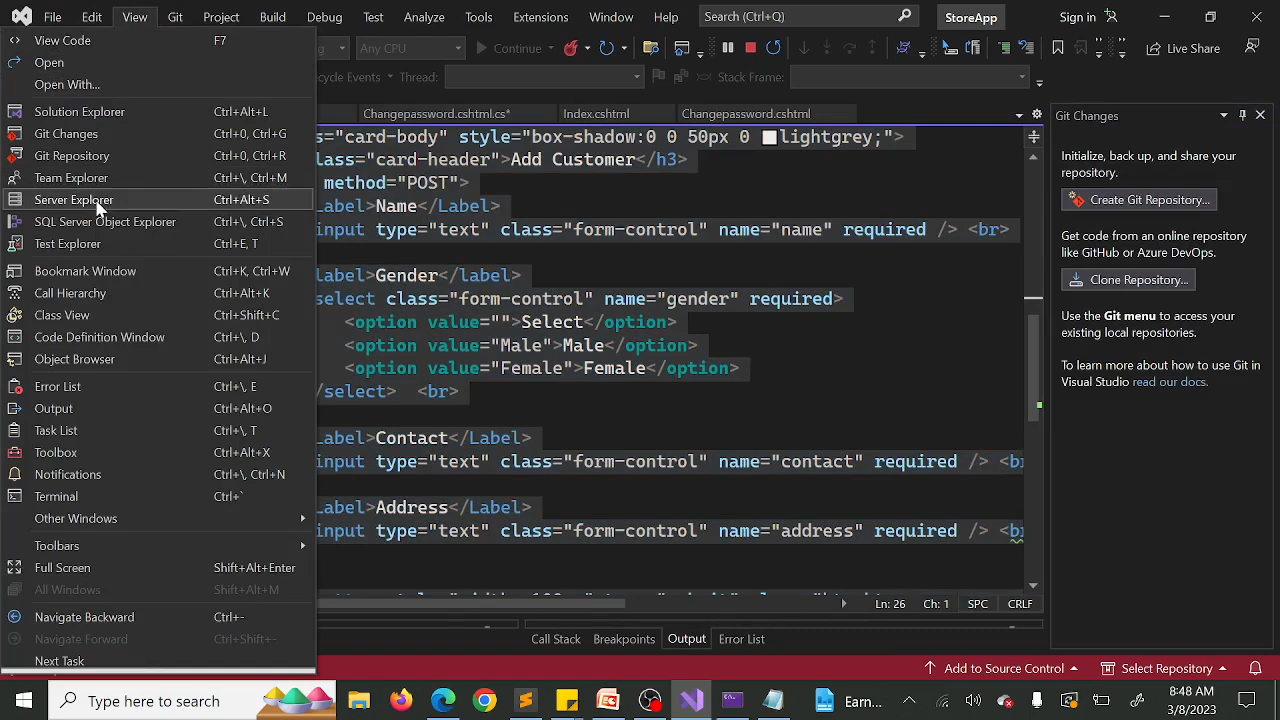 File Edit View Git Project Build Debug Test Analyze Tools Extensions Window Help Search (Ctrl+Q) StoreApp Sign in
View Code F7
Open
Open With...
Solution Explorer Ctrl+Alt+L
Git Changes Ctrl+0, Ctrl+G
Git Repository Ctrl+0, Ctrl+R
Team Explorer Ctrl+\, Ctrl+M
Server Explorer Ctrl+Alt+S
SQL Server Object Explorer Ctrl+\, Ctrl+S
Test Explorer Ctrl+E, T
Bookmark Window Ctrl+K, Ctrl+W
Call Hierarchy Ctrl+Alt+K
Class View Ctrl+Shift+C
Code Definition Window Ctrl+\, D
Object Browser Ctrl+Alt+J
Error List Ctrl+\, E
Output Ctrl+Alt+O
Task List Ctrl+\, T
Toolbox Ctrl+Alt+X
Notifications Ctrl+\, Ctrl+N
Terminal Ctrl+`
Other Windows
Toolbars
Full Screen Shift+Alt+Enter
All Windows Shift+Alt+M
Navigate Backward Ctrl+-
Navigate Forward Ctrl+Shift+-
Next Task
Any CPU Continue Live Share
Events Thread: Stack Frame:
Changepassword.cshtml.cs* Index.cshtml Changepassword.cshtml
="card-body" style="box-shadow:0 0 50px 0 lightgrey;">
class="card-header">Add Customer</h3>
method="POST">
Label>Name</Label>
input type="text" class="form-control" name="name" required /> <br>
label>Gender</label>
select class="form-control" name="gender" required>
<option value="">Select</option>
<option value="Male">Male</option>
<option value="Female">Female</option>
/select> <br>
Label>Contact</Label>
input type="text" class="form-control" name="contact" required /> <br
Label>Address</Label>
input type="text" class="form-control" name="address" required /> <br
Ln: 26 Ch: 1 SPC CRLF
Call Stack Breakpoints Output Error List
Git Changes
Initialize, back up, and share your
repository.
Create Git Repository...
Get code from an online repository
like GitHub or Azure DevOps.
Clone Repository...
Use the Git menu to access your
existing local repositories.
To learn more about how to use Git in
Visual Studio read our docs.
Add to Source Control Select Repository
Type here to search Earn... 8:48 AM
3/8/2023